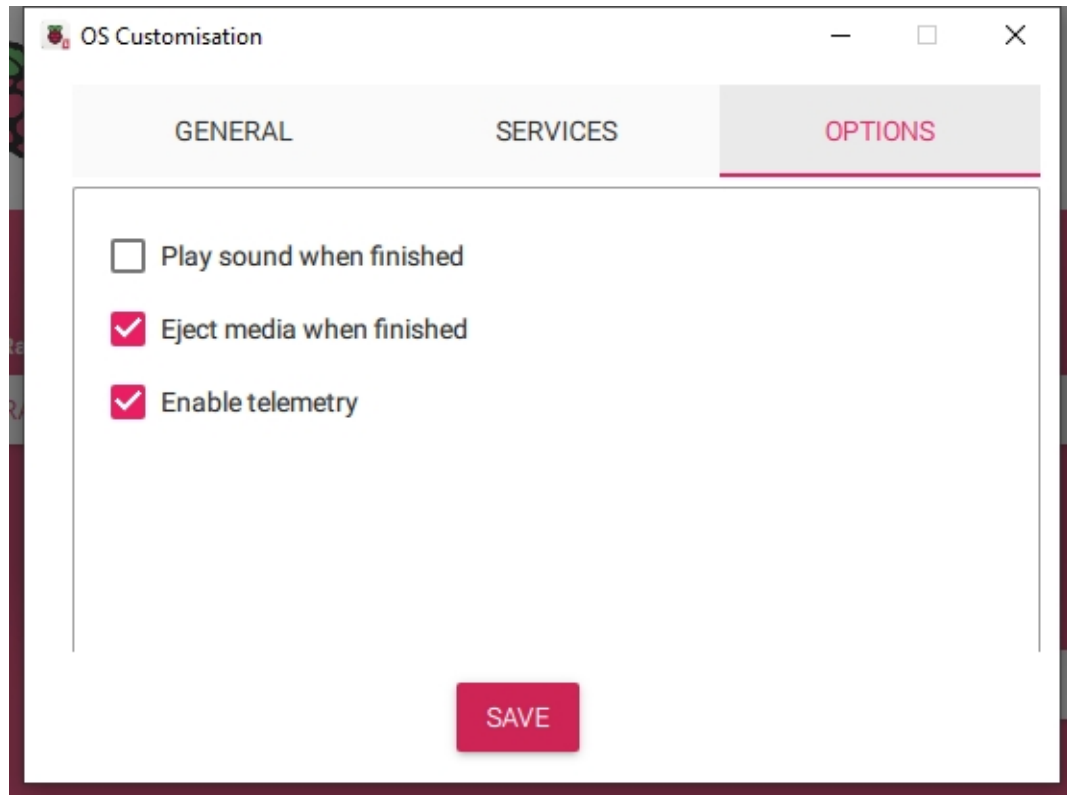 OS Customisation
GENERAL SERVICES OPTIONS
Play sound when finished
Eject media when finished
Enable telemetry
SAVE